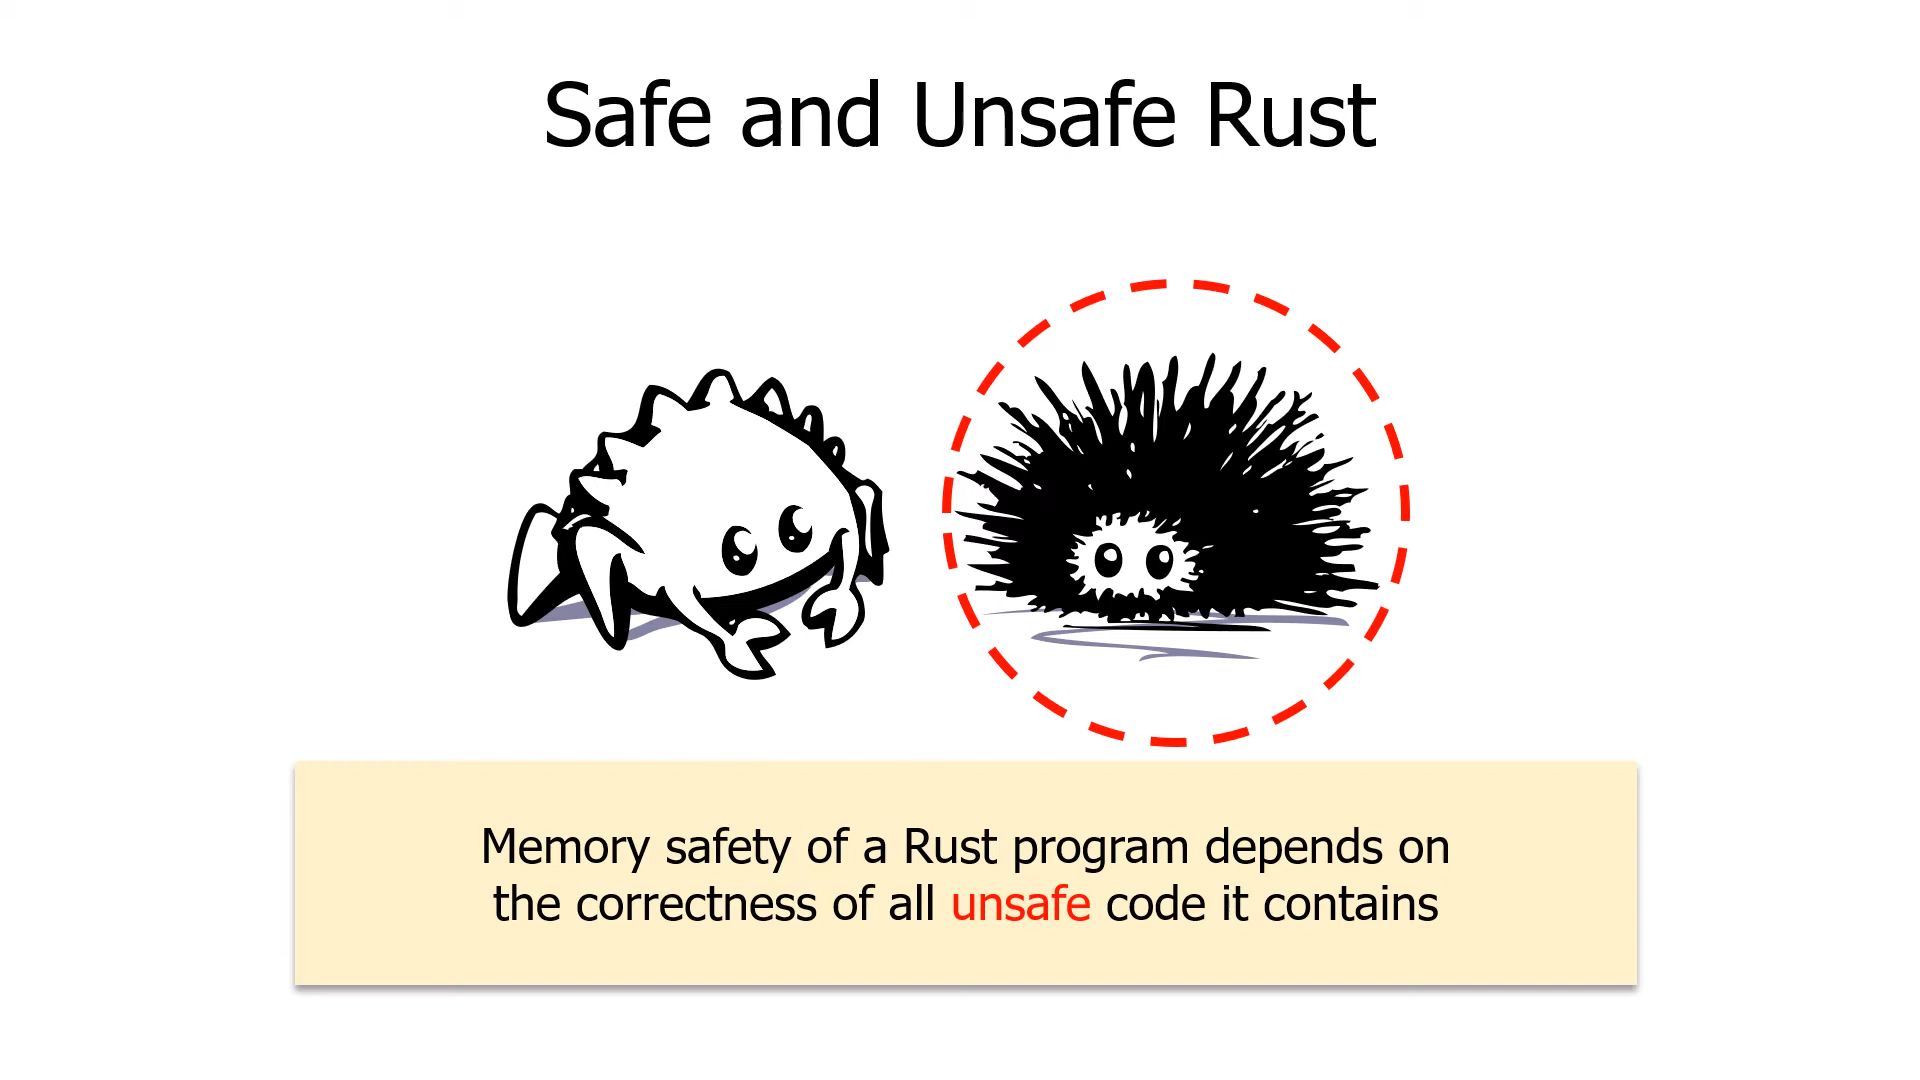 Safe and Unsafe Rust
Memory safety of a Rust program depends on
the correctness of all unsafe code it contains